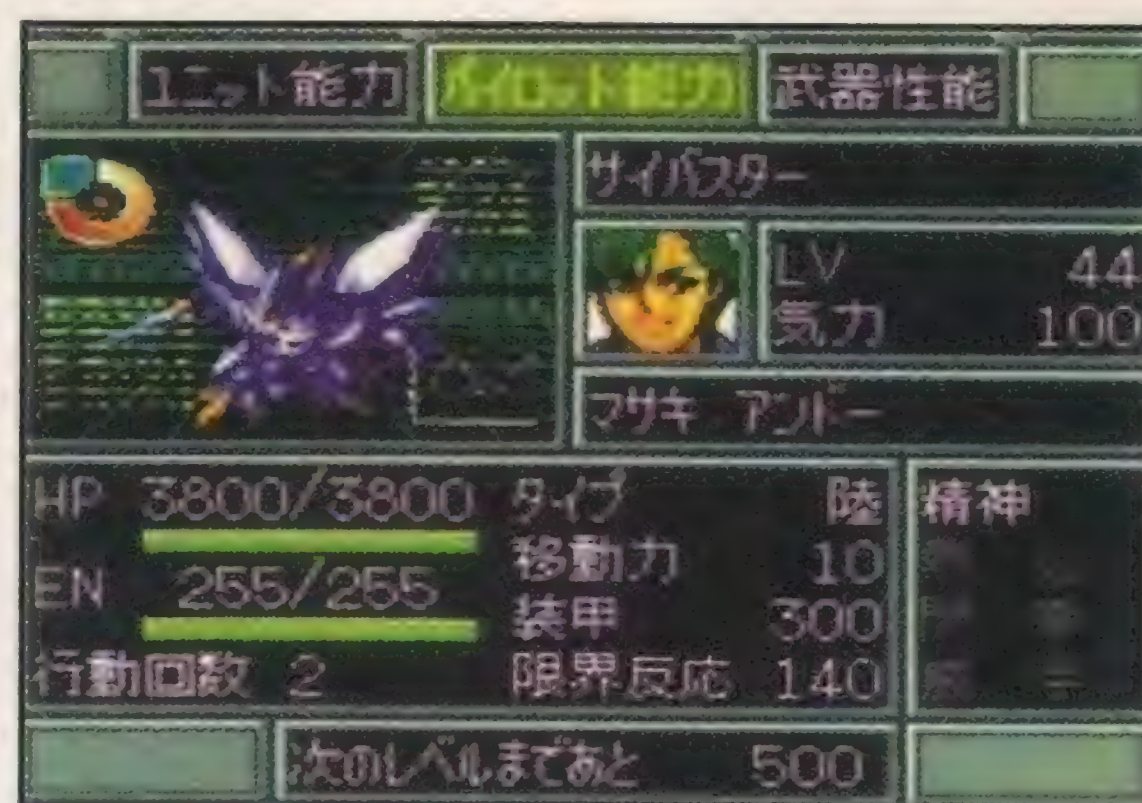 ユニット能力 パイロット能力 武器性能
サイバスター
LV 44
気力 100
マサキ アンドー
HP 3800/3800
EN 255/255
行動回数 2
タイプ 陸
移動力 10
装甲 300
限界反応 140
精神
次のレベルまであと 500